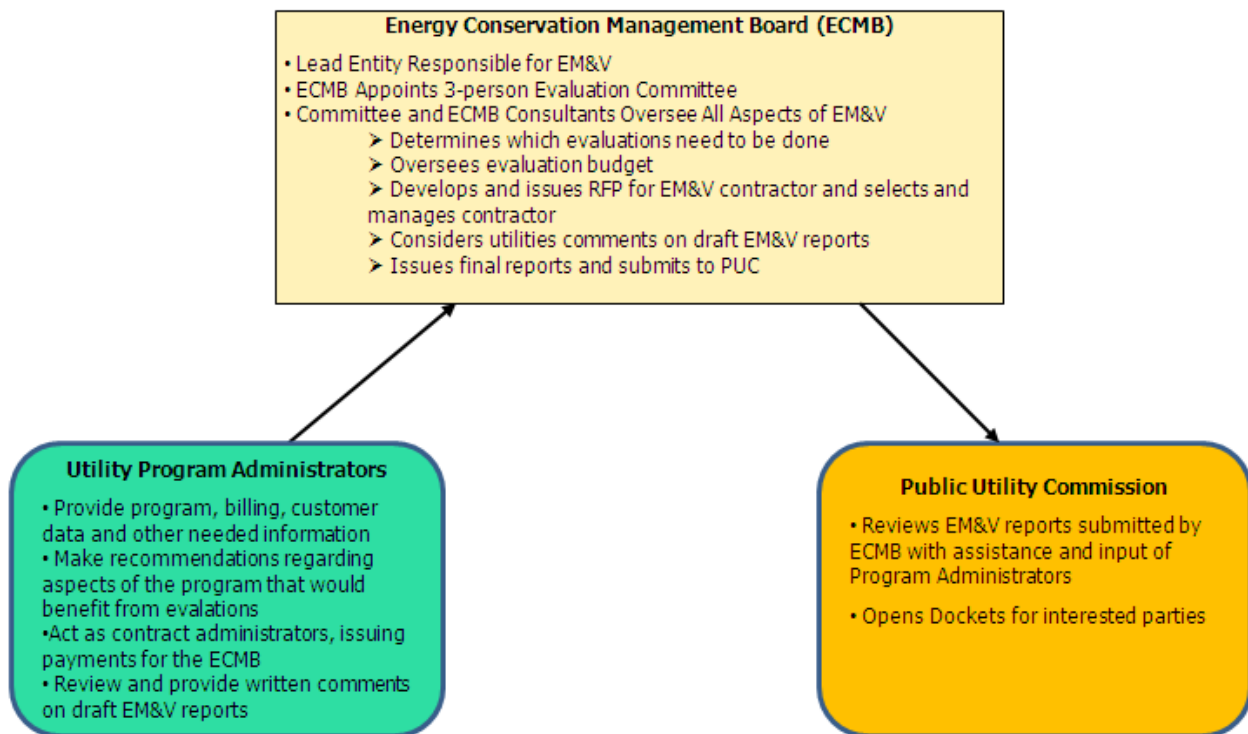 Energy Conservation Management Board (ECMB)
• Lead Entity Responsible for EM&V
• ECMB Appoints 3-person Evaluation Committee
• Committee and ECMB Consultants Oversee All Aspects of EM&V
➢ Determines which evaluations need to be done
➢ Oversees evaluation budget
➢ Develops and issues RFP for EM&V contractor and selects and
manages contractor
➢ Considers utilities comments on draft EM&V reports
➢ Issues final reports and submits to PUC
Utility Program Administrators
• Provide program, billing, customer
data and other needed information
• Make recommendations regarding
aspects of the program that would
benefit from evalations
•Act as contract administrators, issuing
payments for the ECMB
• Review and provide written comments
on draft EM&V reports
Public Utility Commission
• Reviews EM&V reports submitted by
ECMB with assistance and input of
Program Administrators
• Opens Dockets for interested parties